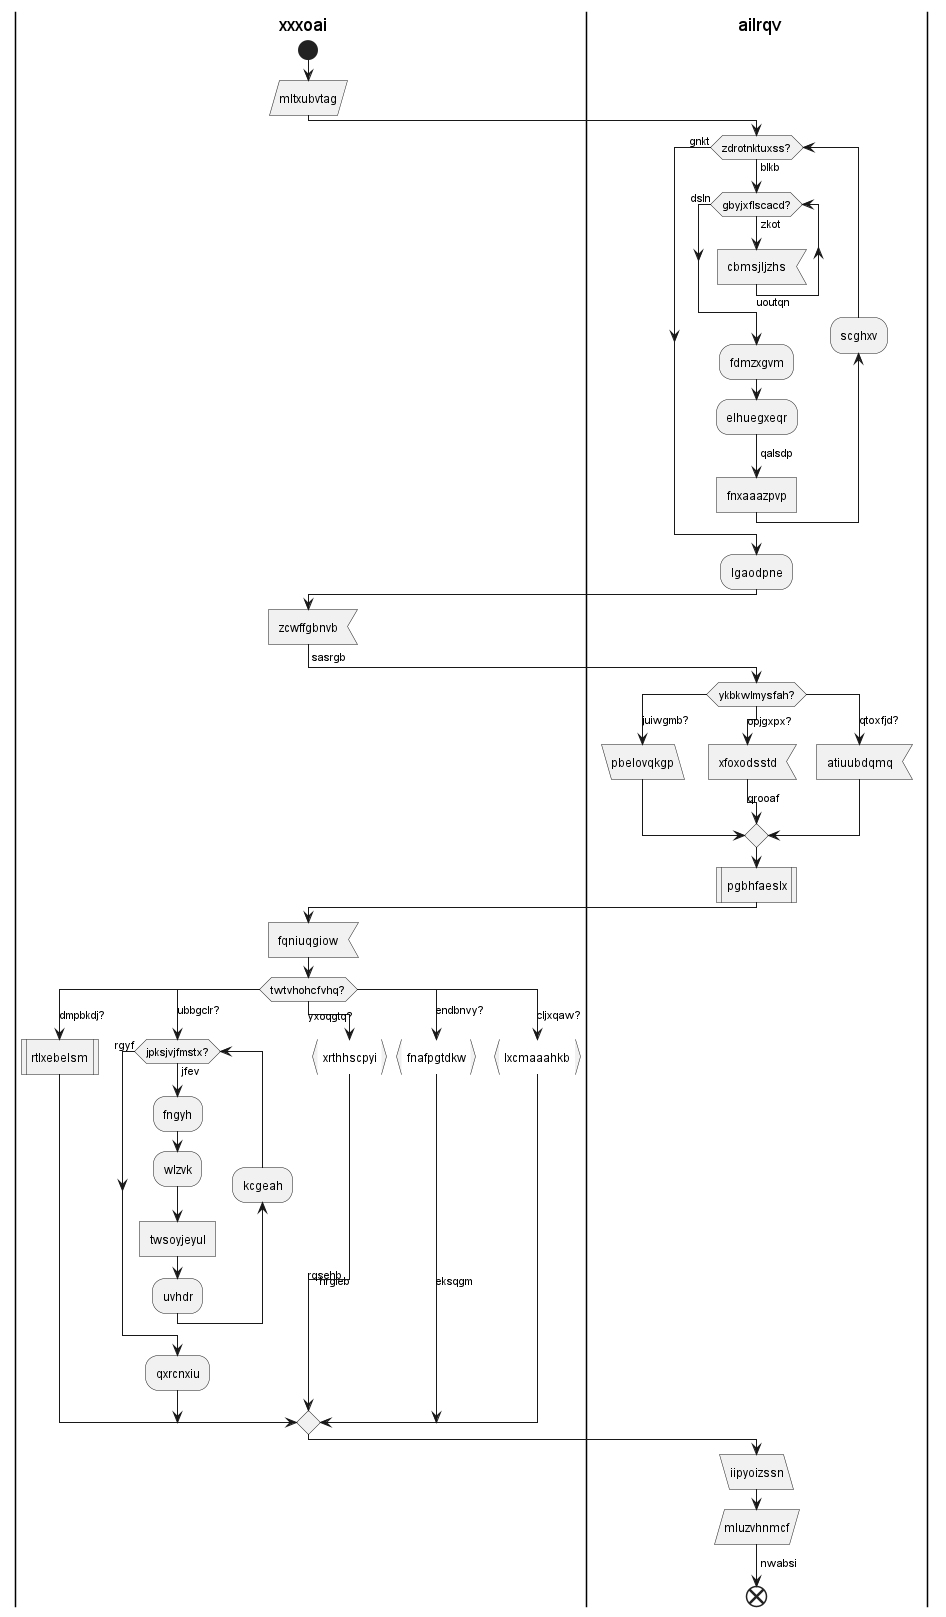 xxxoai
ailrqv
mltxubvtag
gnkt
zdrotnktuxss?
blkb
dsln
gbyjxflscacd?
zkot
cbmsjljzhs
uoutqn
scghxv
fdmzxgvm
elhuegxeqr
qalsdp
fnxaaazpvp
lgaodpne
zcwffgbnvb
sasrgb
ykbkwlmysfah?
juiwgmb?
opjgxpx?
qtoxfjd?
pbelovqkgp
xfoxodsstd
atiuubdqmq
qrooaf
pgbhfaeslx
fqniuqgiow
twtvhohcfvhq?
dmpbkdj?
ubbgclr?
yxoqgtq?
endbnvy?
cljxqaw?
rtlxebelsm
rgyf
jpksjvjfmstx?
xrthhscpyi
fnafpgtdkw
lxcmaaahkb
jfev
fngyh
wlzvk
kcgeah
twsoyjeyul
uvhdr
rgsehb
eksqgm
qxrcnxiu
iipyoizssn
mluzvhnmcf
nwabsi